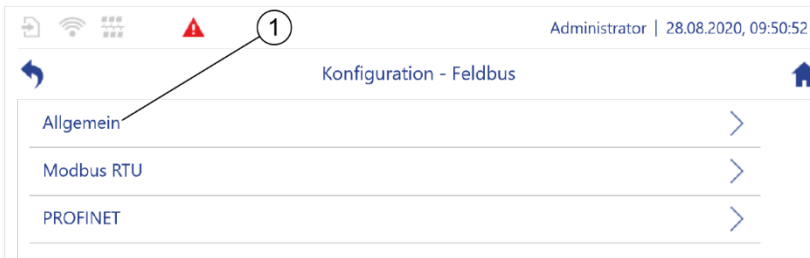 1
Administrator | 28.08.2020, 09:50:52
Konfiguration - Feldbus
Allgemein
Modbus RTU
PROFINET